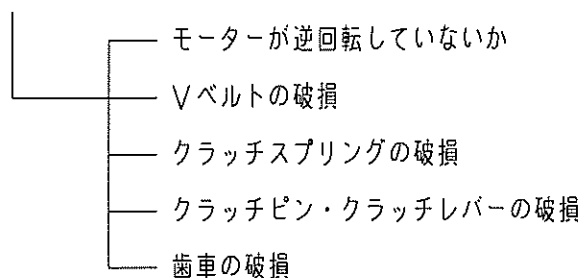 モーターが逆回転していないか
Vベルトの破損
クラッチスプリングの破損
クラッチピン・クラッチレバーの破損
歯車の破損